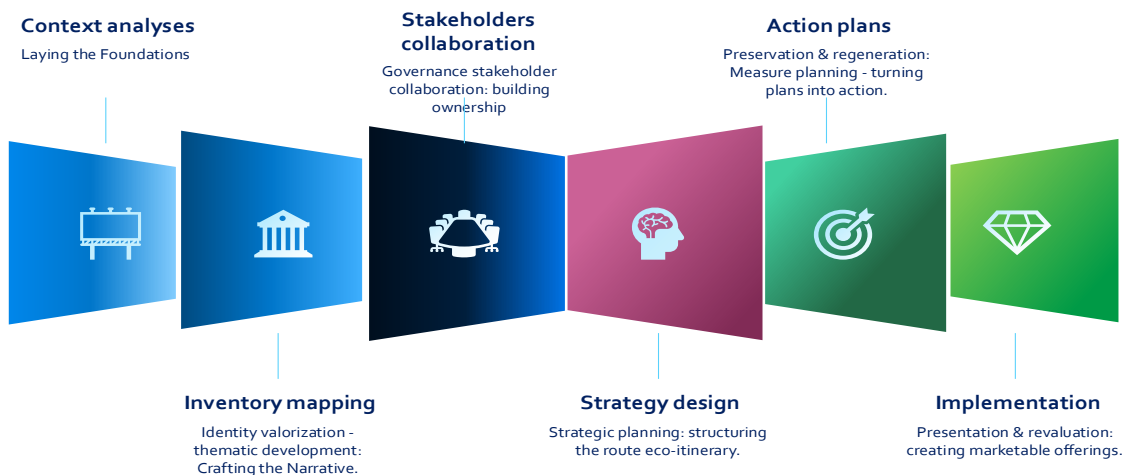 Context analyses
Laying the Foundations
Inventory mapping
Identity valorization -
thematic development:
Crafting the Narrative.
Stakeholders
collaboration
Governance stakeholder
collaboration: building
ownership
Strategy design
Strategic planning: structuring
the route eco-itinerary.
Action plans
Preservation & regeneration:
Measure planning - turning
plans into action.
Implementation
Presentation & revaluation:
creating marketable offerings.